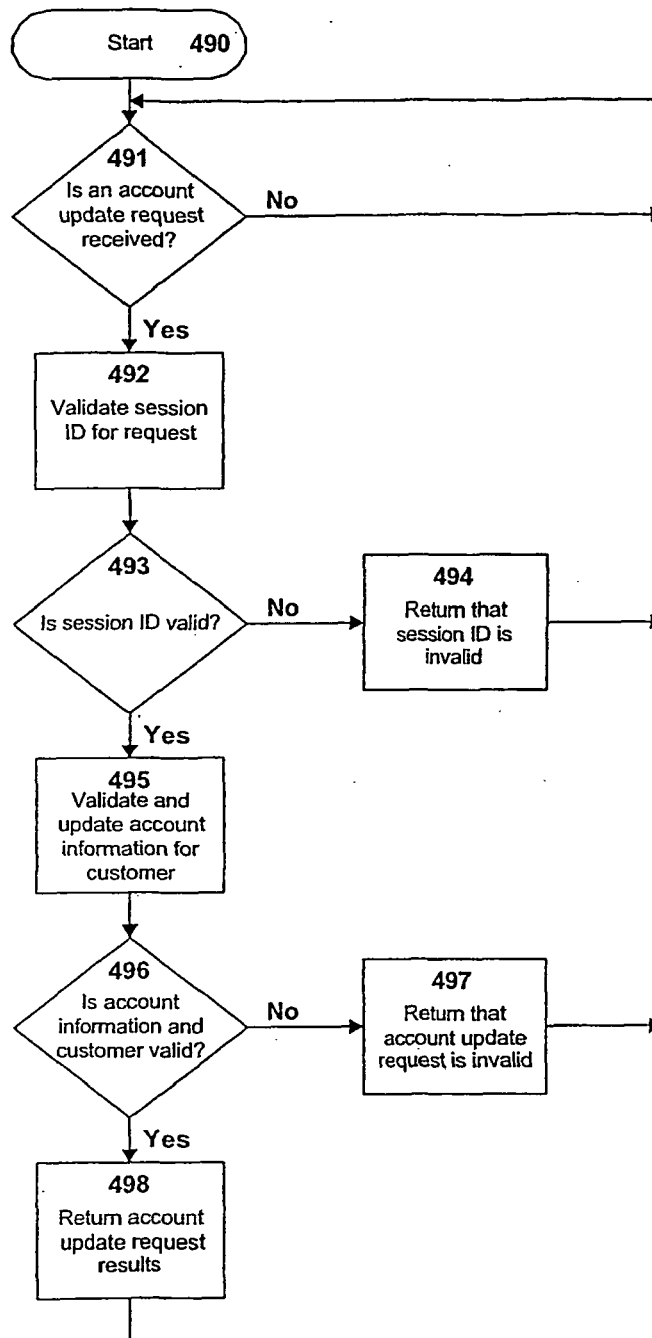 Start 490
491
Is an account
update request
received?
No
Yes
492
Validate session
ID for request
493
Is session ID valid?
No
494
Return that
session ID is
invalid
Yes
495
Validate and
update account
information for
customer
496
Is account
information and
customer valid?
No
497
Return that
account update
request is invalid
Yes
498
Return account
update request
results